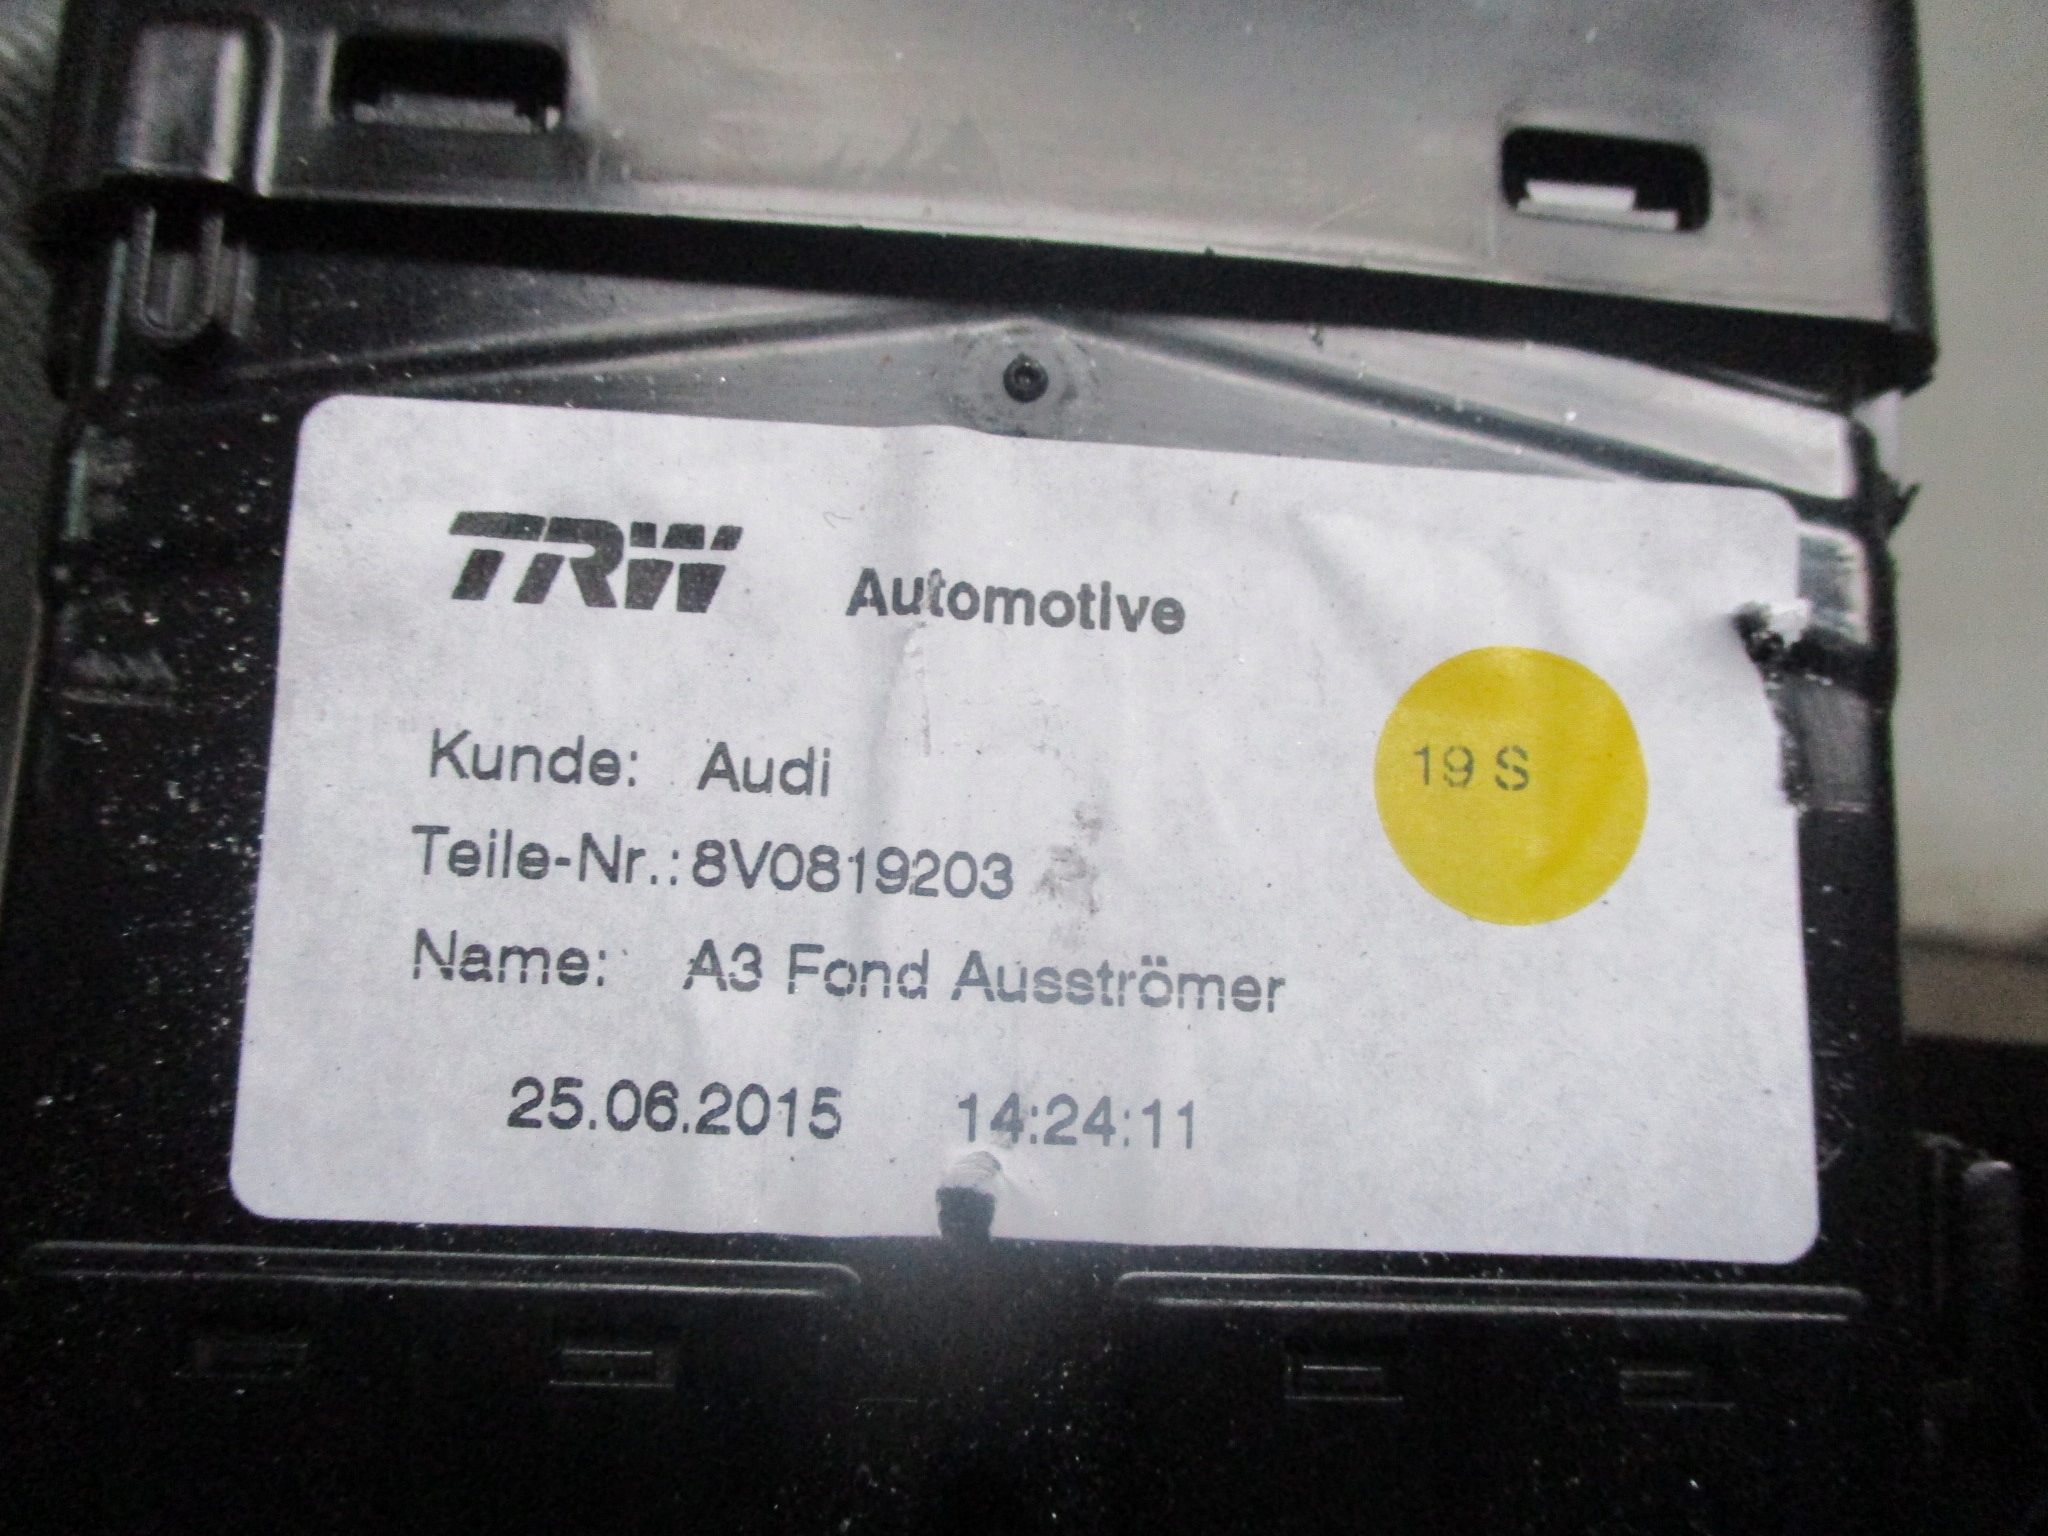 TRW Automotive
Kunde: Audi
19 S
Teile-Nr.: 8V0819203
Name: A3 Fond Ausströmer
25.06.2015 14:24:11